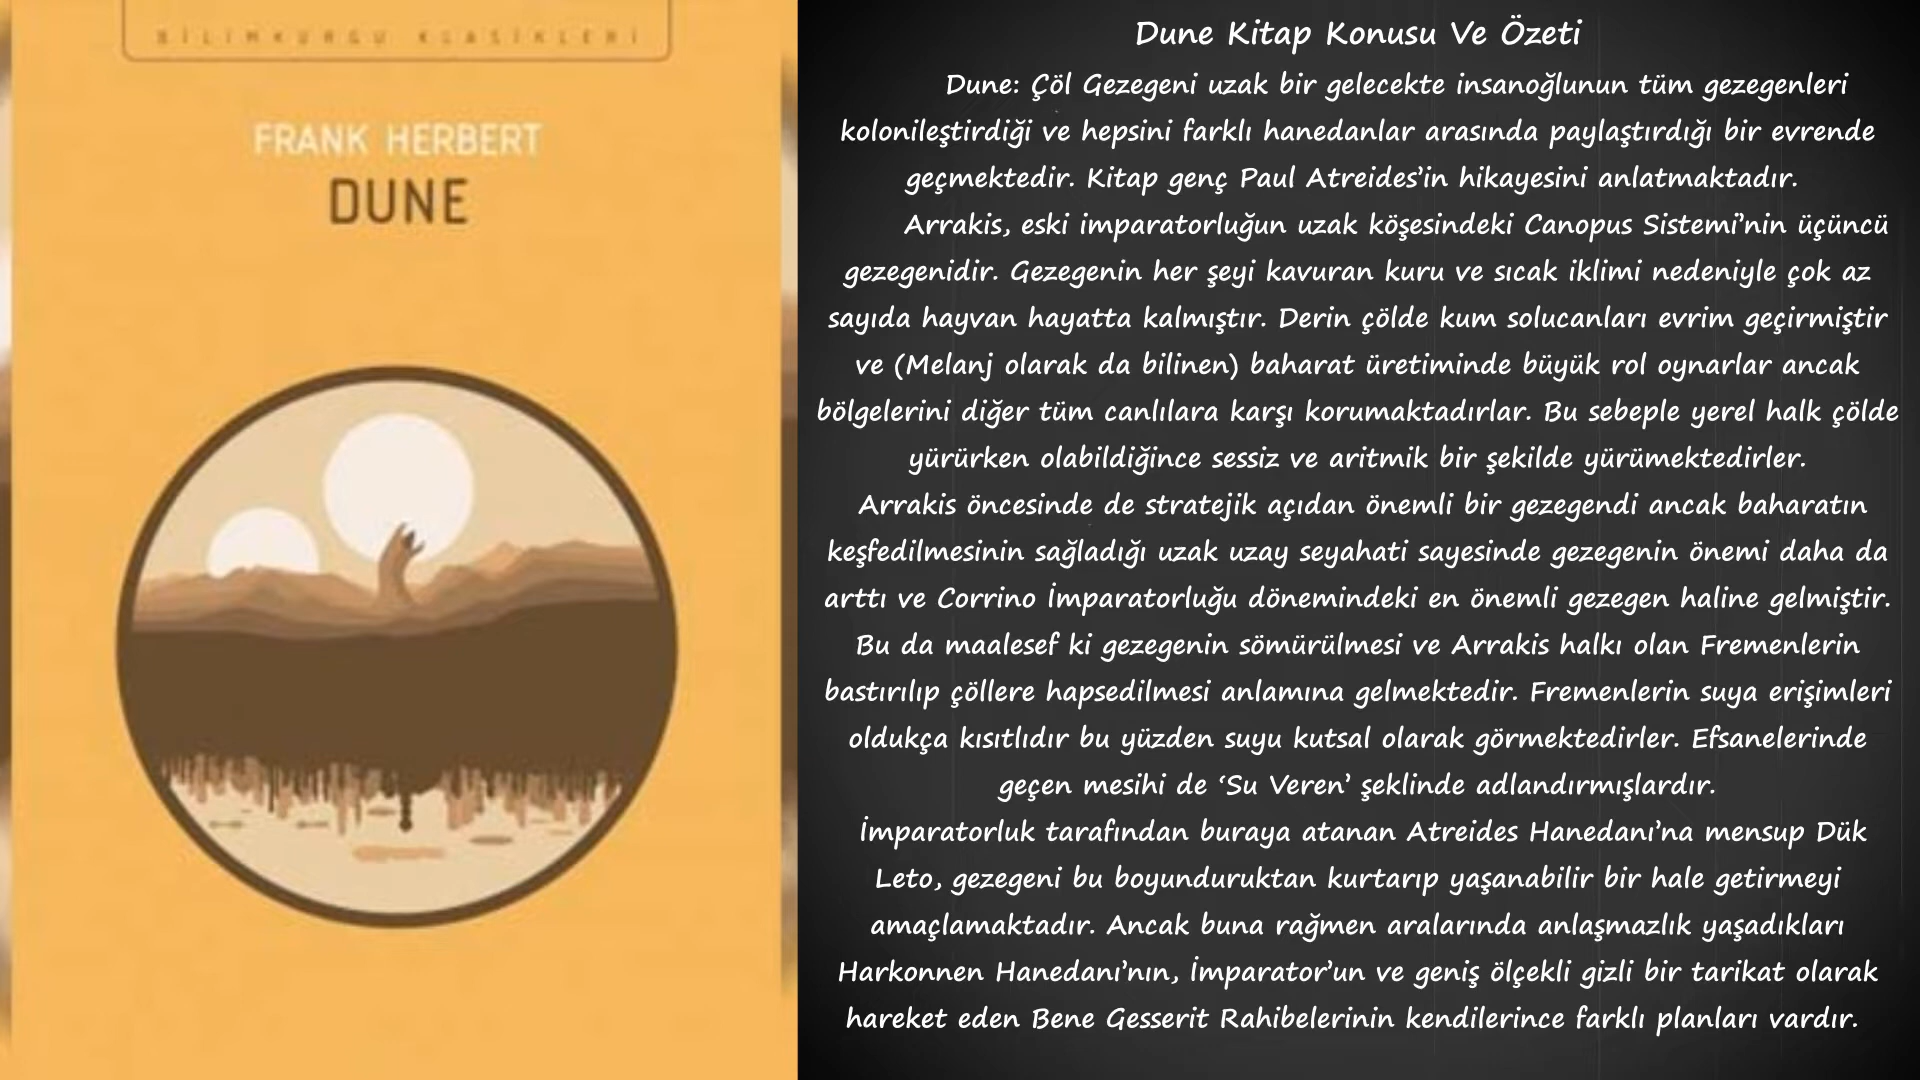 BİLİMKURGU KLASİKLERİ
FRANK HERBERT
DUNE
Dune Kitap Konusu Ve Özeti
Dune: Çöl Gezegeni uzak bir gelecekte insanoğlunun tüm gezegenleri
kolonileştirdiği ve hepsini farklı hanedanlar arasında paylaştırdığı bir evrende
geçmektedir. Kitap genç Paul Atreides’in hikayesini anlatmaktadır.
Arrakis, eski imparatorluğun uzak köşesindeki Canopus Sistemi’nin üçüncü
gezegenidir. Gezegenin her şeyi kavuran kuru ve sıcak iklimi nedeniyle çok az
sayıda hayvan hayatta kalmıştır. Derin çölde kum solucanları evrim geçirmiştir
ve (Melanj olarak da bilinen) baharat üretiminde büyük rol oynarlar ancak
bölgelerini diğer tüm canlılara karşı korumaktadırlar. Bu sebeple yerel halk çölde
yürürken olabildiğince sessiz ve aritmik bir şekilde yürümektedirler.
Arrakis öncesinde de stratejik açıdan önemli bir gezegendi ancak baharatın
keşfedilmesinin sağladığı uzak uzay seyahati sayesinde gezegenin önemi daha da
arttı ve Corrino İmparatorluğu dönemindeki en önemli gezegen haline gelmiştir.
Bu da maalesef ki gezegenin sömürülmesi ve Arrakis halkı olan Fremenlerin
bastırılıp çöllere hapsedilmesi anlamına gelmektedir. Fremenlerin suya erişimleri
oldukça kısıtlıdır bu yüzden suyu kutsal olarak görmektedirler. Efsanelerinde
geçen mesihi de ‘Su Veren’ şeklinde adlandırmışlardır.
İmparatorluk tarafından buraya atanan Atreides Hanedanı’na mensup Dük
Leto, gezegeni bu boyunduruktan kurtarıp yaşanabilir bir hale getirmeyi
amaçlamaktadır. Ancak buna rağmen aralarında anlaşmazlık yaşadıkları
Harkonnen Hanedanı’nın, İmparator’un ve geniş ölçekli gizli bir tarikat olarak
hareket eden Bene Gesserit Rahibelerinin kendilerince farklı planları vardır.